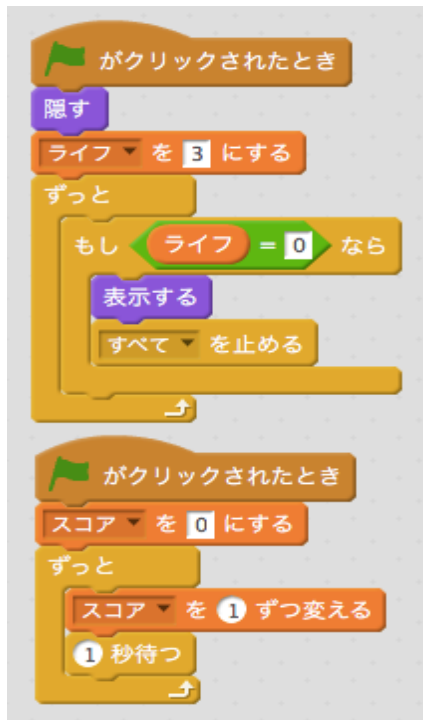 がクリックされたとき
隠す
ライフ を 3 にする
ずっと
もし ライフ = 0 なら
表示する
すべて を止める
がクリックされたとき
スコア を 0 にする
ずっと
スコア を 1 ずつ変える
1 秒待つ